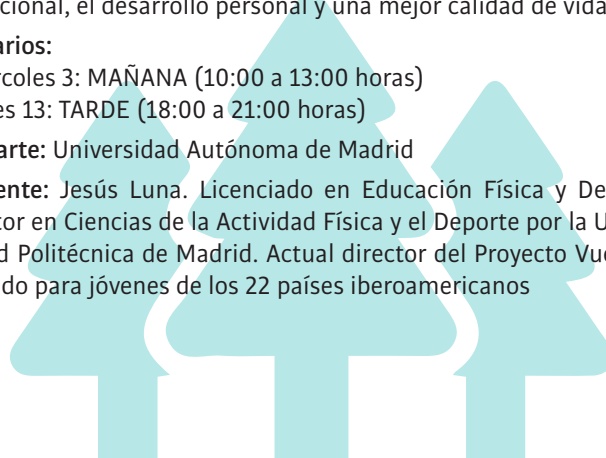 cional, el desarrollo personal y una mejor calidad de vida
arios:
rcoles 3: MAÑANA (10:00 a 13:00 horas)
es 13: TARDE (18:00 a 21:00 horas)
arte: Universidad Autónoma de Madrid
ente: Jesús Luna. Licenciado en Educación Física y De
tor en Ciencias de la Actividad Física y el Deporte por la U
d Politécnica de Madrid. Actual director del Proyecto Vue
do para jóvenes de los 22 países iberoamericanos